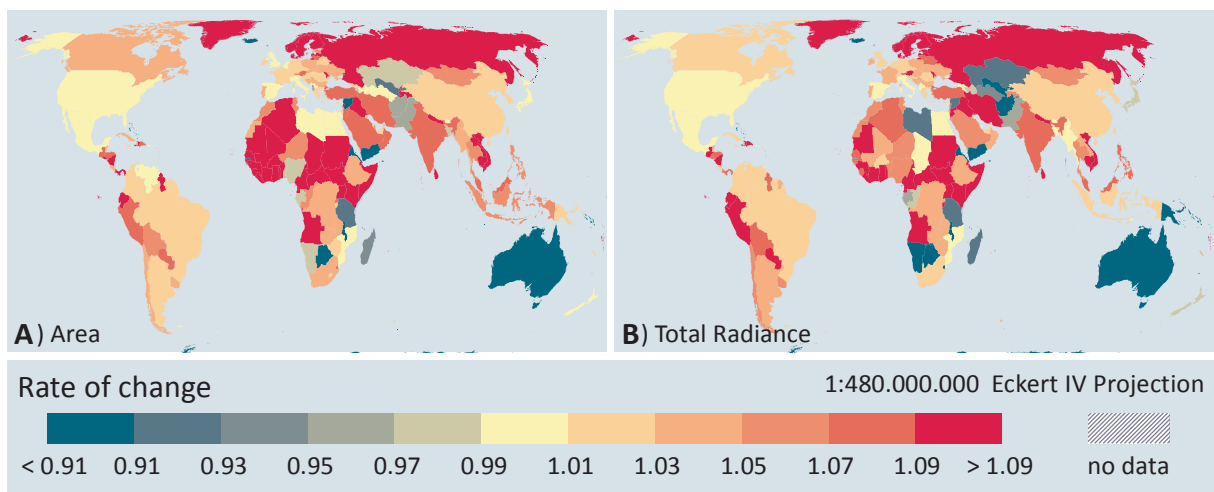 A) Area
B) Total Radiance
Rate of change
1:480.000.000 Eckert IV Projection
< 0.91 0.91 0.93 0.95 0.97 0.99 1.01 1.03 1.05 1.07 1.09 > 1.09
no data